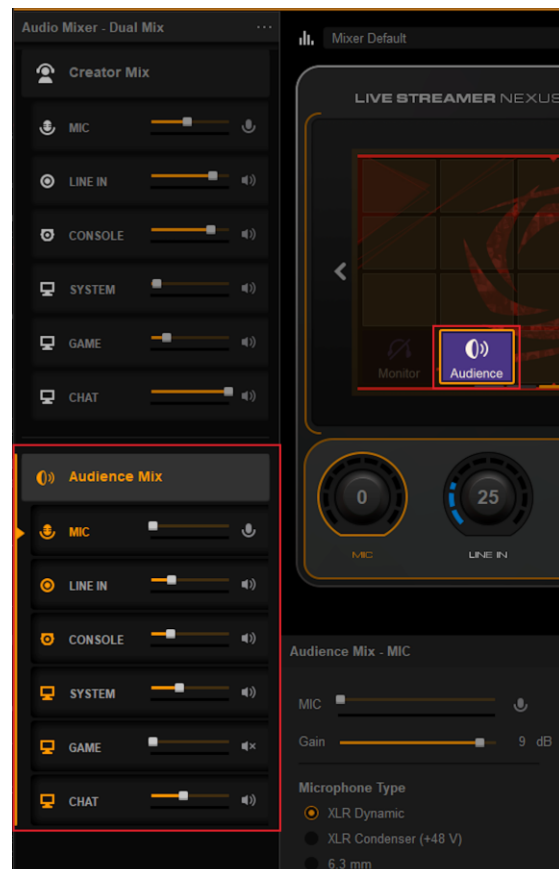 Audio Mixer - Dual Mix
Creator Mix
MIC
LINE IN
CONSOLE
SYSTEM
GAME
CHAT
Audience Mix
MIC
LINE IN
CONSOLE
SYSTEM
GAME
CHAT
Mixer Default
LIVE STREAMER NEXUS
Monitor
Audience
0
25
MIC
LINE IN
Audience Mix - MIC
MIC
Gain 9 dB
Microphone Type
XLR Dynamic
XLR Condenser (+48 V)
6.3 mm